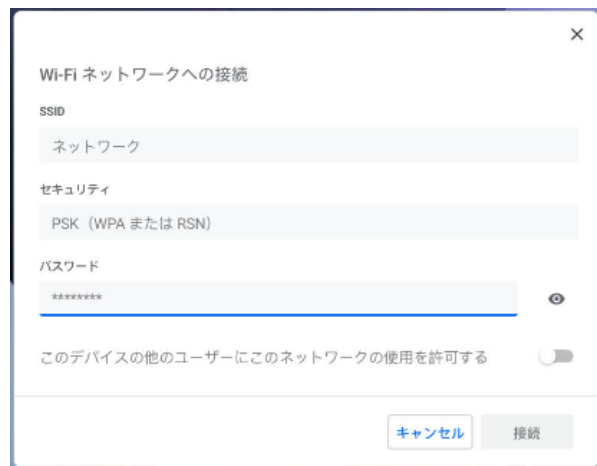 Wi-Fi ネットワークへの接続
SSID
ネットワーク
セキュリティ
PSK（WPA または RSN）
パスワード
********
このデバイスの他のユーザーにこのネットワークの使用を許可する
キャンセル
接続